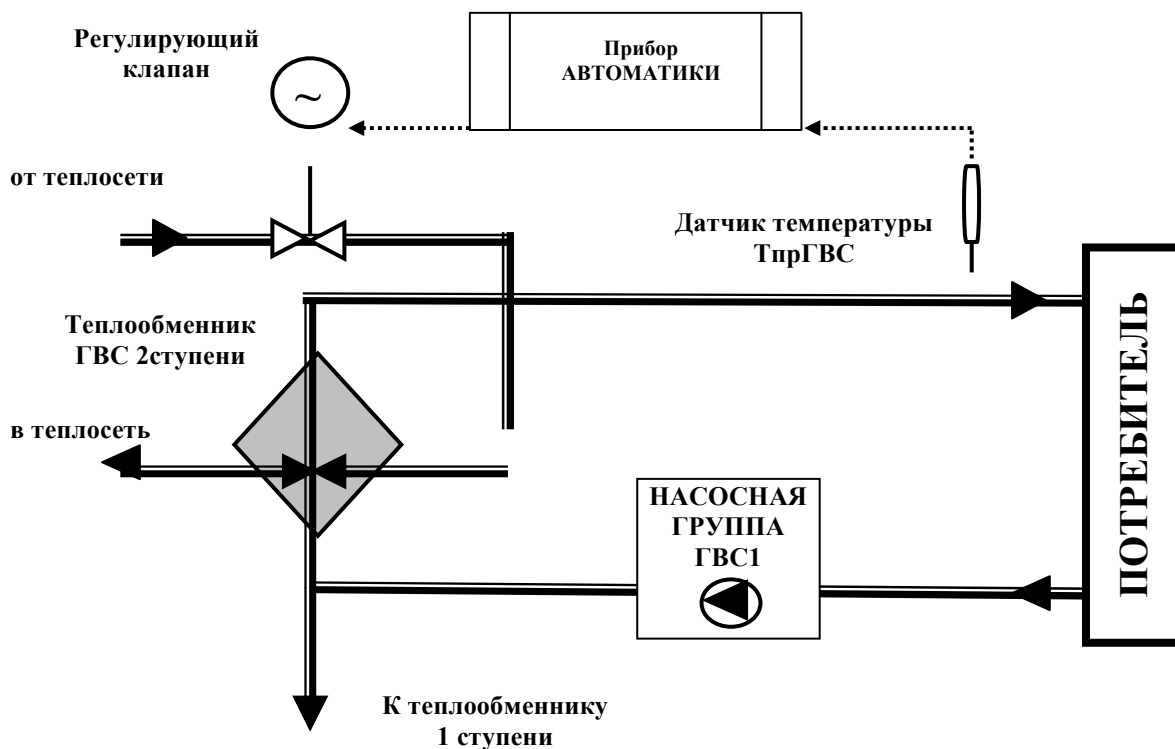 Регулирующий
клапан
~
Прибор
АВТОМАТИКИ
от теплосети
Датчик температуры
ТпрГВС
Теплообменник
ГВС 2ступени
в теплосеть
НАСОСНАЯ
ГРУППА
ГВС1
ПОТРЕБИТЕЛЬ
К теплообменнику
1 ступени